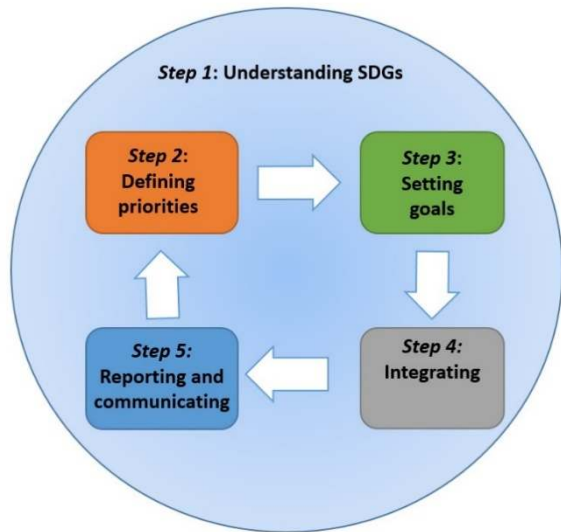 Step 1: Understanding SDGs
Step 2:
Defining
priorities
Step 3:
Setting
goals
Step 4:
Integrating
Step 5:
Reporting and
communicating